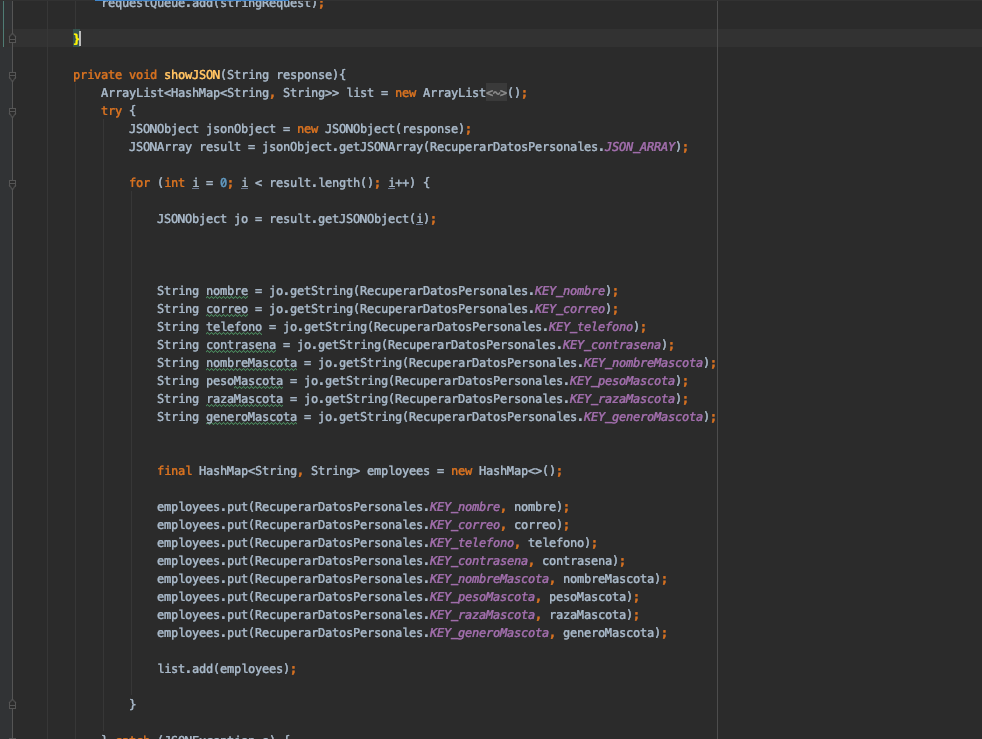 requestQueue.add(stringRequest);
}
private void showJSON(String response){
ArrayList<HashMap<String, String>> list = new ArrayList<~>();
try {
JSONObject jsonObject = new JSONObject(response);
JSONArray result = jsonObject.getJSONArray(RecuperarDatosPersonales.JSON_ARRAY);
for (int i = 0; i < result.length(); i++) {
JSONObject jo = result.getJSONObject(i);
String nombre = jo.getString(RecuperarDatosPersonales.KEY_nombre);
String correo = jo.getString(RecuperarDatosPersonales.KEY_correo);
String telefono = jo.getString(RecuperarDatosPersonales.KEY_telefono);
String contrasena = jo.getString(RecuperarDatosPersonales.KEY_contrasena);
String nombreMascota = jo.getString(RecuperarDatosPersonales.KEY_nombreMascota);
String pesoMascota = jo.getString(RecuperarDatosPersonales.KEY_pesoMascota);
String razaMascota = jo.getString(RecuperarDatosPersonales.KEY_razaMascota);
String generoMascota = jo.getString(RecuperarDatosPersonales.KEY_generoMascota);
final HashMap<String, String> employees = new HashMap<>();
employees.put(RecuperarDatosPersonales.KEY_nombre, nombre);
employees.put(RecuperarDatosPersonales.KEY_correo, correo);
employees.put(RecuperarDatosPersonales.KEY_telefono, telefono);
employees.put(RecuperarDatosPersonales.KEY_contrasena, contrasena);
employees.put(RecuperarDatosPersonales.KEY_nombreMascota, nombreMascota);
employees.put(RecuperarDatosPersonales.KEY_pesoMascota, pesoMascota);
employees.put(RecuperarDatosPersonales.KEY_razaMascota, razaMascota);
employees.put(RecuperarDatosPersonales.KEY_generoMascota, generoMascota);
list.add(employees);
}
} catch (JSONException e) {